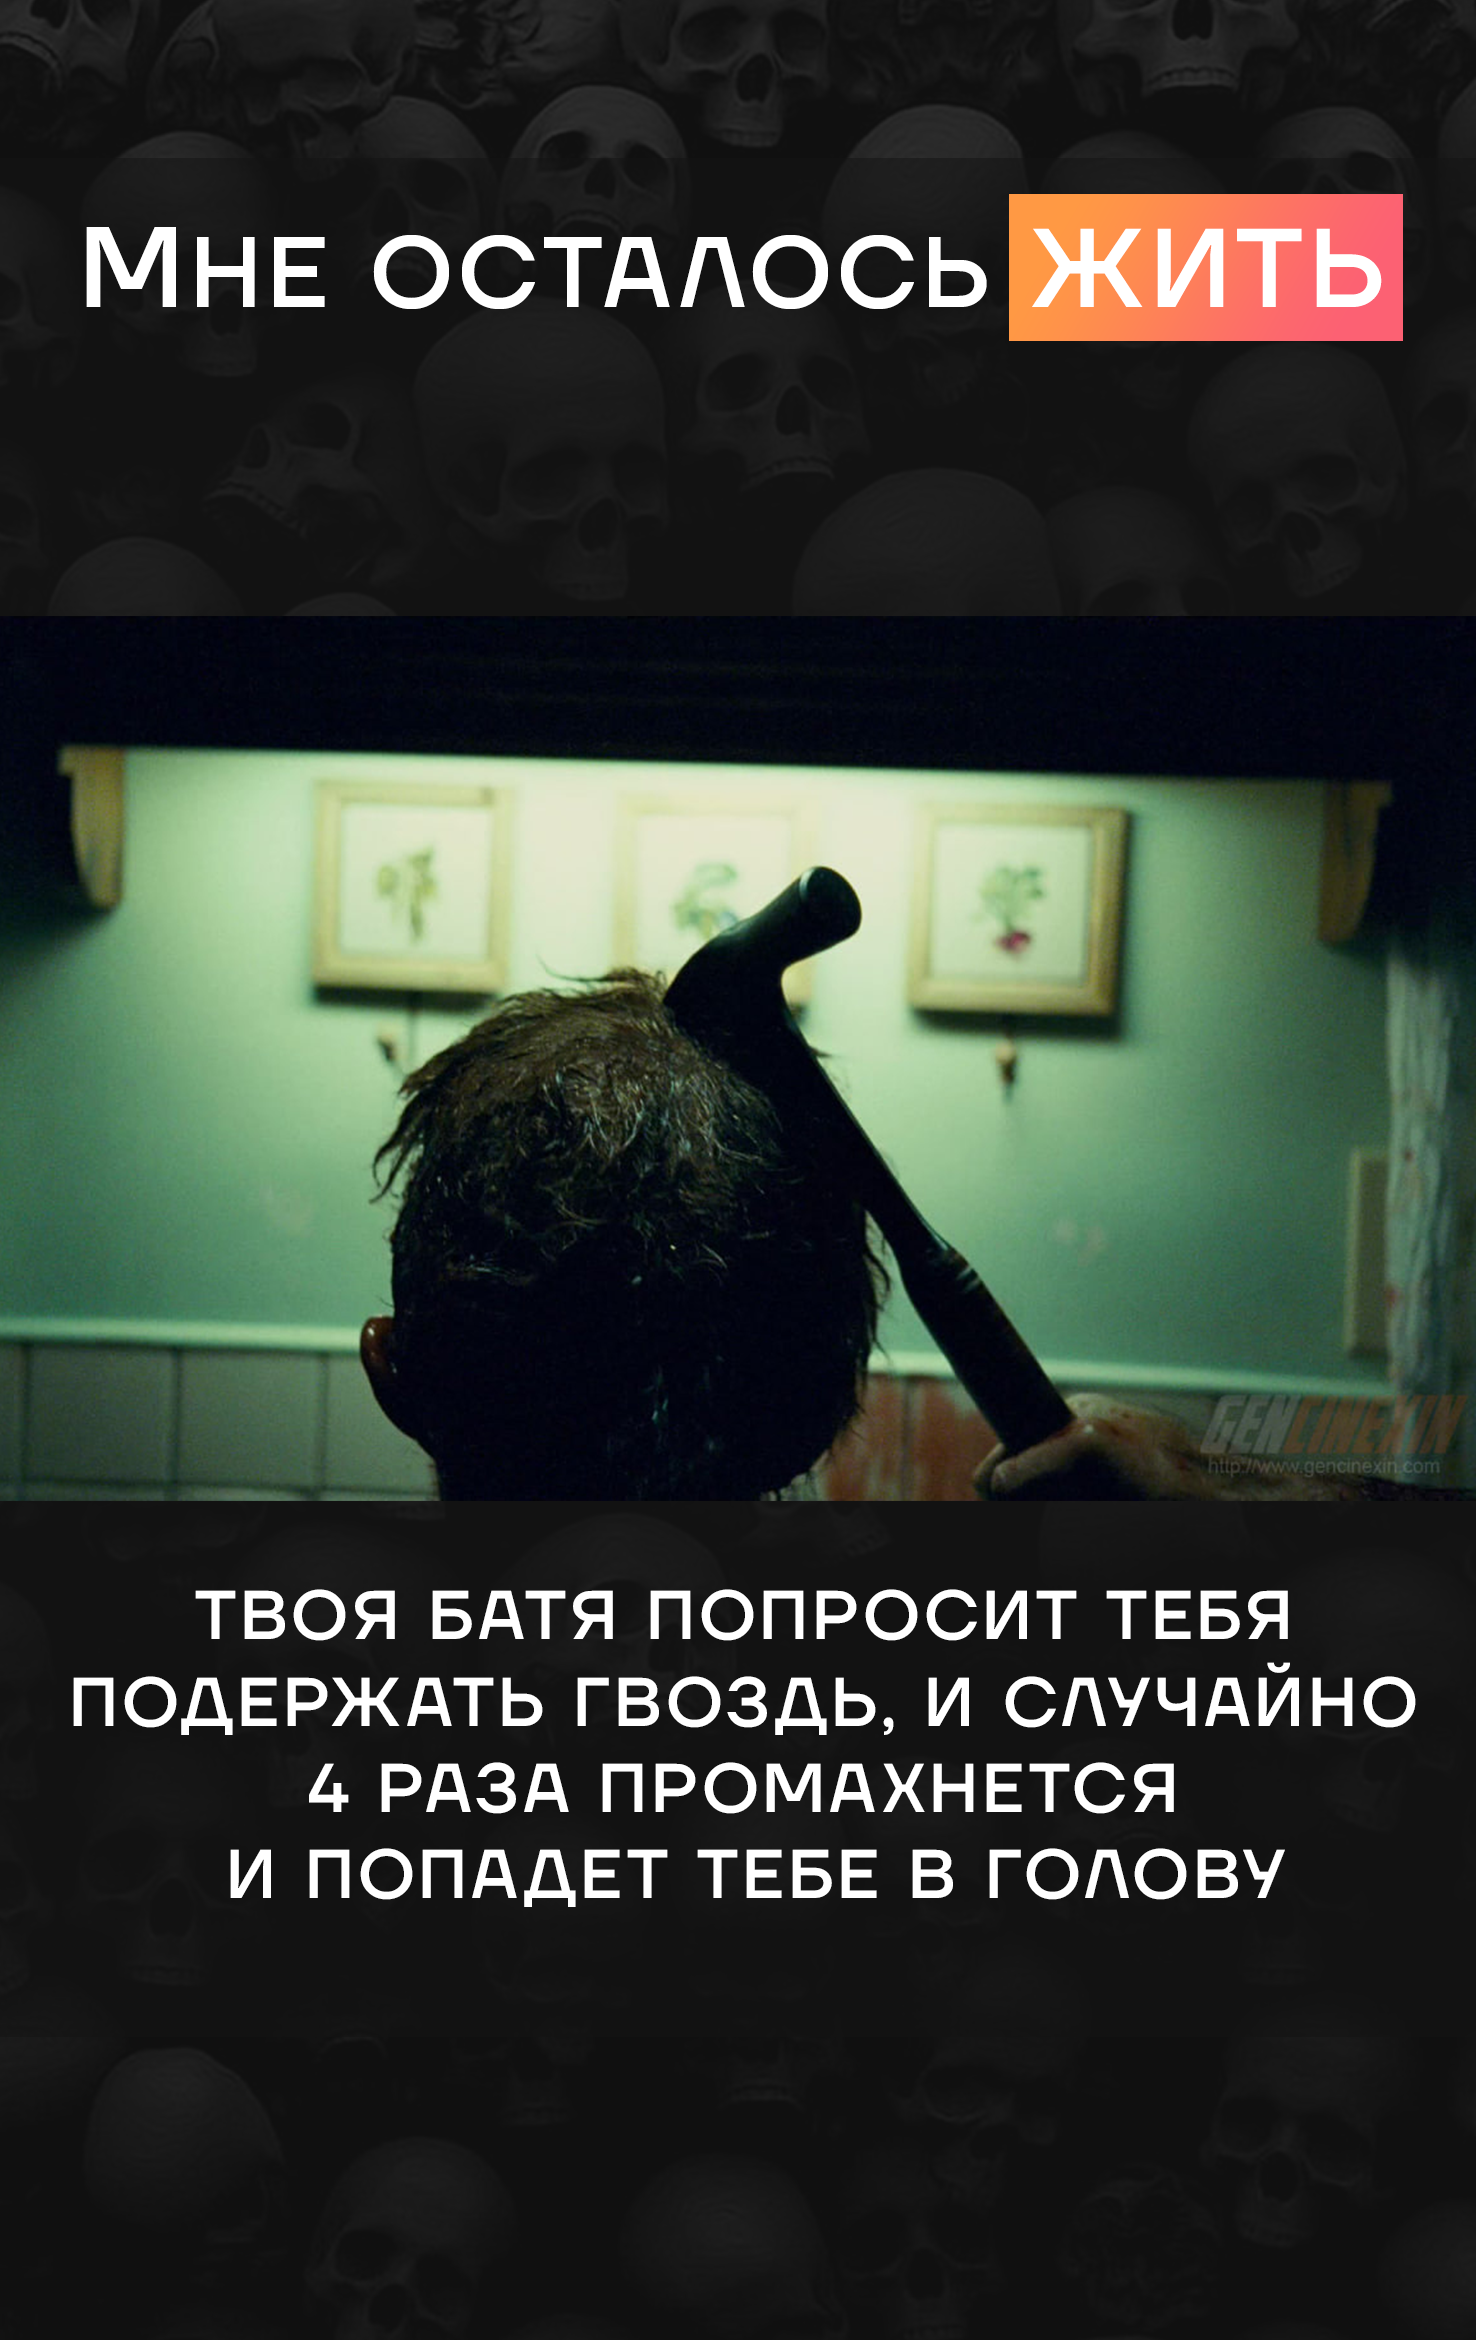 Мне осталось жить
GENCINEXIN
http://www.gencinexin.com
ТВОЯ БАТЯ ПОПРОСИТ ТЕБЯ
ПОДЕРЖАТЬ ГВОЗДЬ, И СЛУЧАЙНО
4 РАЗА ПРОМАХНЕТСЯ
И ПОПАДЕТ ТЕБЕ В ГОЛОВУ